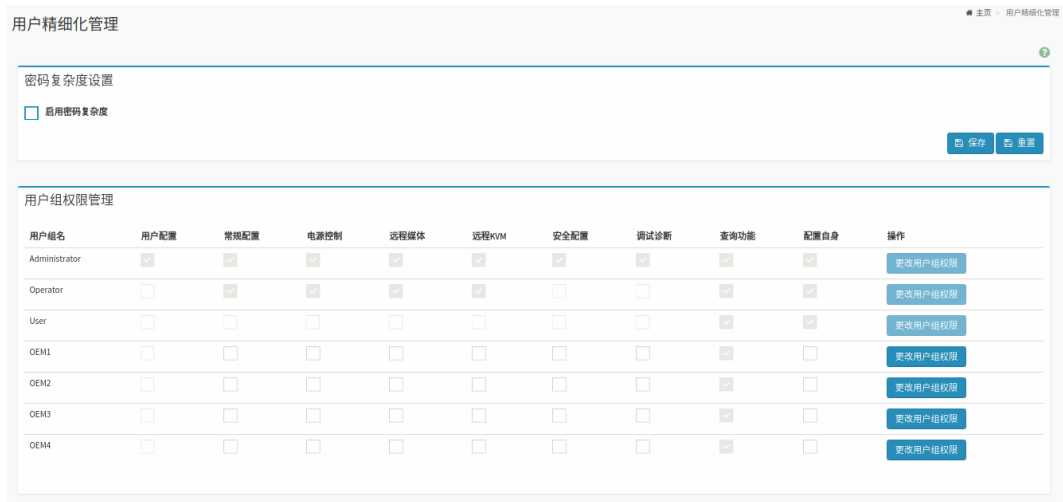 主页 > 用户精细化管理
用户精细化管理
密码复杂度设置
启用密码复杂度
保存 重置
用户组权限管理
用户组名 用户配置 常规配置 电源控制 远程媒体 远程KVM 安全配置 调试诊断 查询功能 配置自身 操作
Administrator 更改用户组权限
Operator 更改用户组权限
User 更改用户组权限
OEM1 更改用户组权限
OEM2 更改用户组权限
OEM3 更改用户组权限
OEM4 更改用户组权限